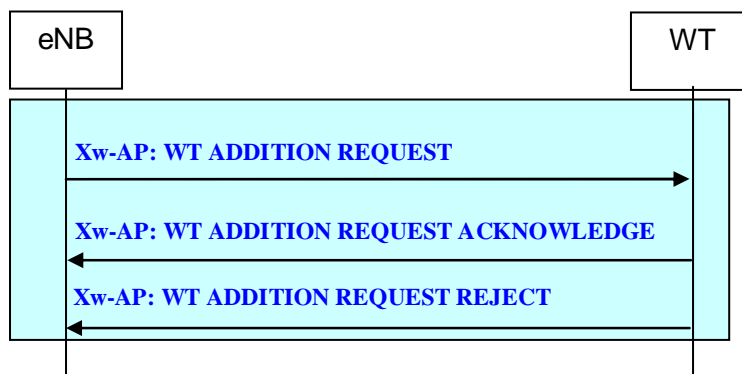 eNB
WT
Xw-AP: WT ADDITION REQUEST
Xw-AP: WT ADDITION REQUEST ACKNOWLEDGE
Xw-AP: WT ADDITION REQUEST REJECT